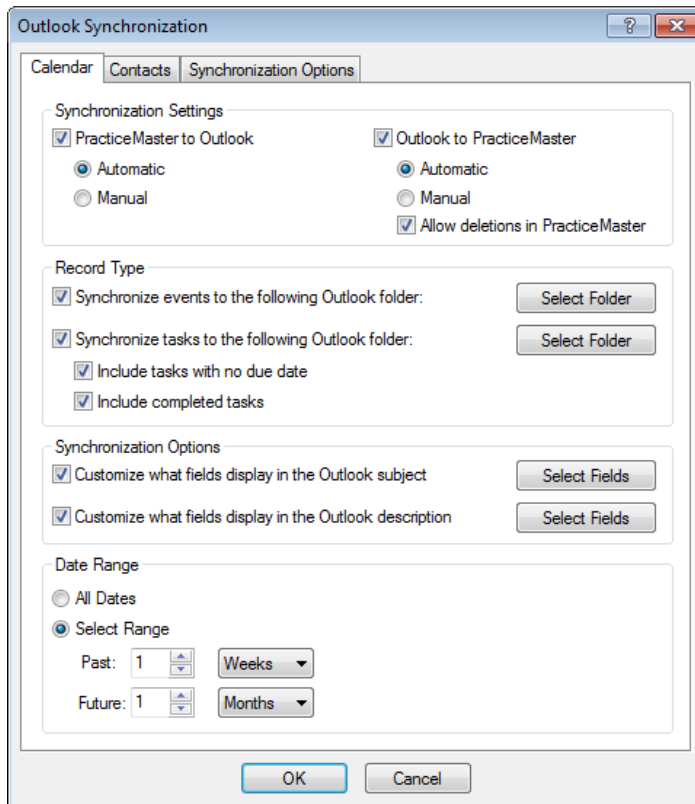 Outlook Synchronization
Calendar Contacts Synchronization Options
Synchronization Settings
PracticeMaster to Outlook Outlook to PracticeMaster
Automatic Automatic
Manual Manual
Allow deletions in PracticeMaster
Record Type
Synchronize events to the following Outlook folder: Select Folder
Synchronize tasks to the following Outlook folder: Select Folder
Include tasks with no due date
Include completed tasks
Synchronization Options
Customize what fields display in the Outlook subject Select Fields
Customize what fields display in the Outlook description Select Fields
Date Range
All Dates
Select Range
Past: 1 Weeks
Future: 1 Months
OK Cancel